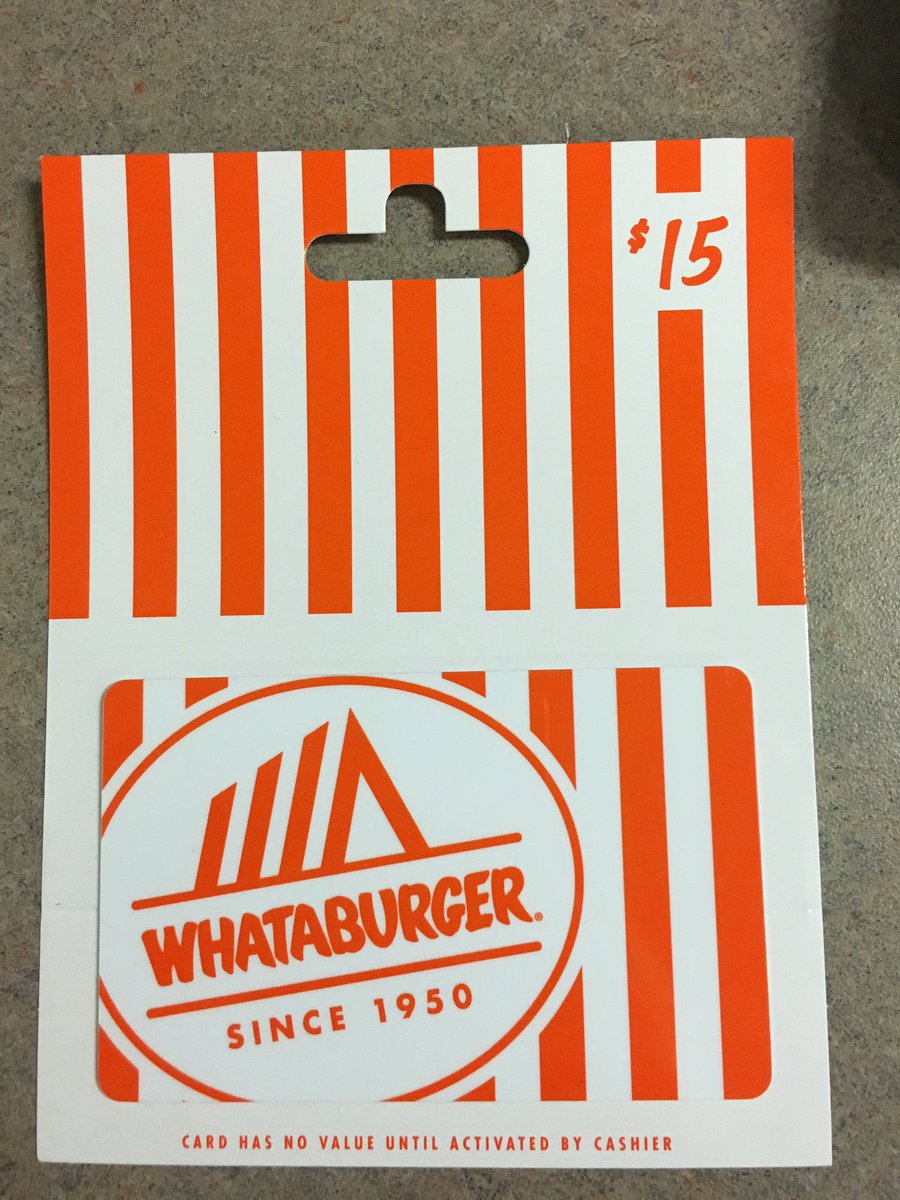 $15
WHATABURGER®
SINCE 1950
CARD HAS NO VALUE UNTIL ACTIVATED BY CASHIER